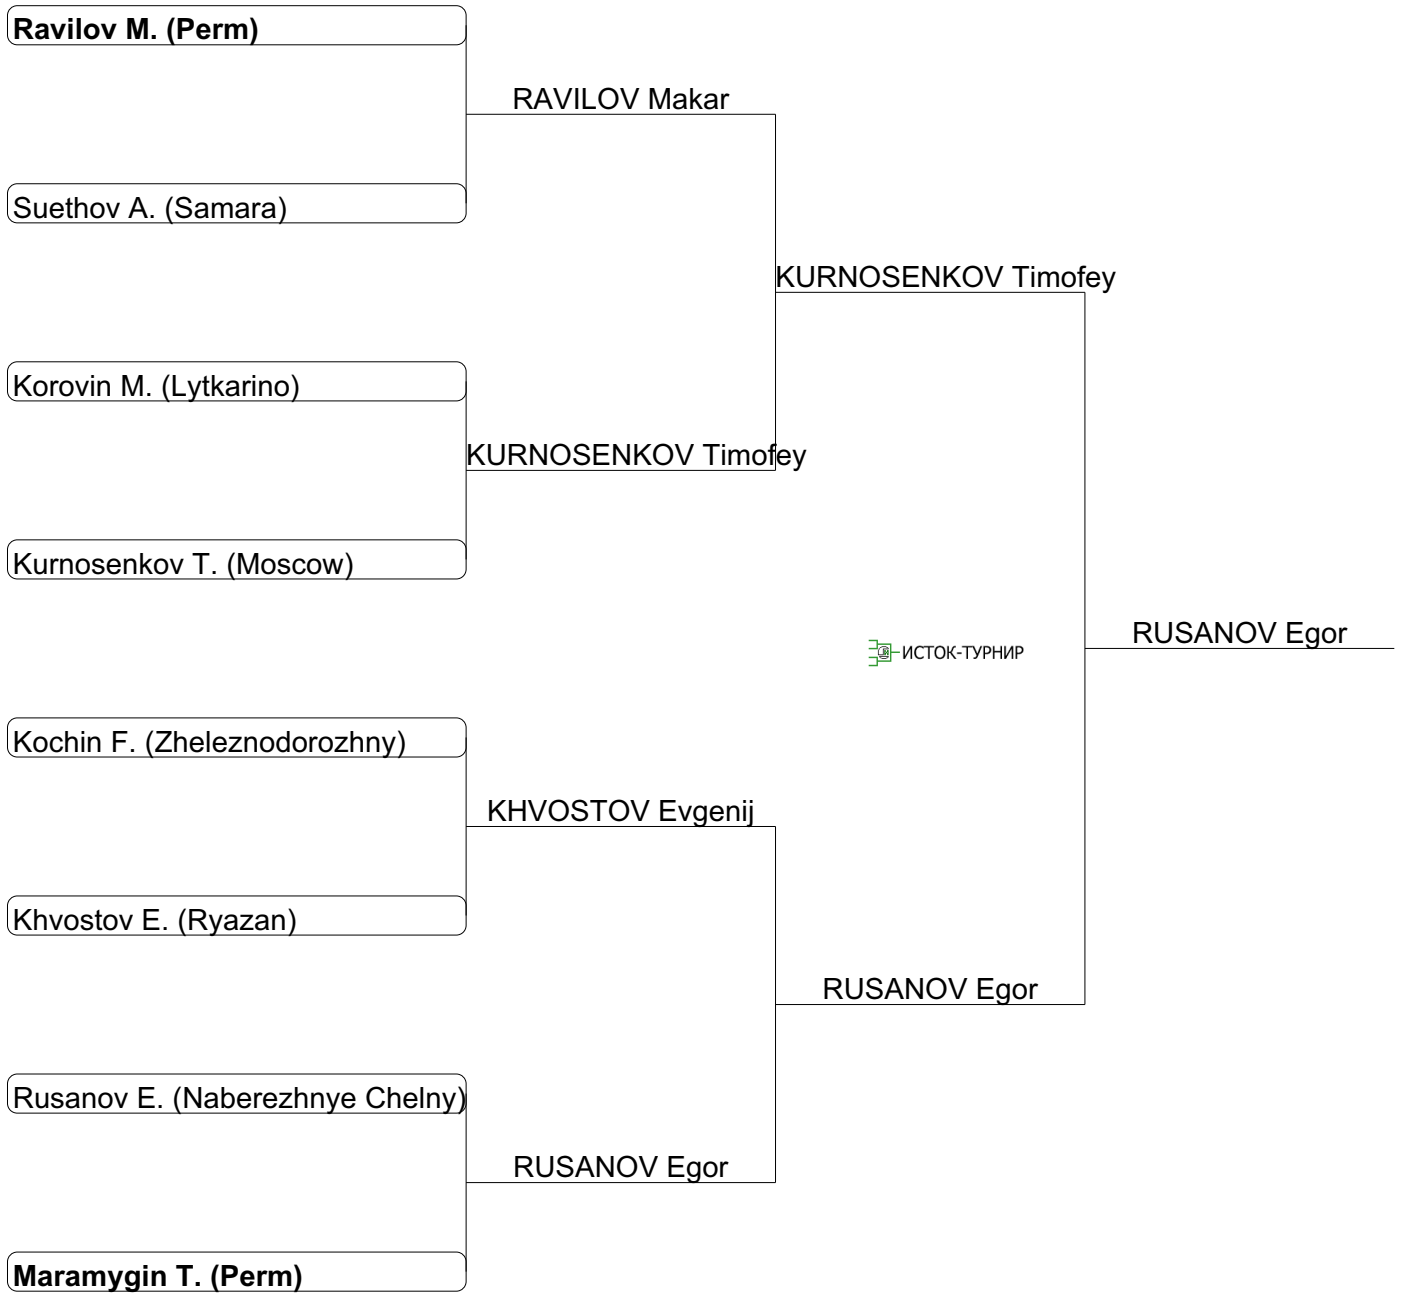 Ravilov M. (Perm)
RAVILOV Makar
Suethov A. (Samara)
KURNOSENKOV Timofey
Korovin M. (Lytkarino)
KURNOSENKOV Timofey
Kurnosenkov T. (Moscow)
RUSANOV Egor
ИСТОК-ТУРНИР
Kochin F. (Zheleznodorozhny)
KHVOSTOV Evgenij
Khvostov E. (Ryazan)
RUSANOV Egor
Rusanov E. (Naberezhnye Chelny)
RUSANOV Egor
Maramygin T. (Perm)